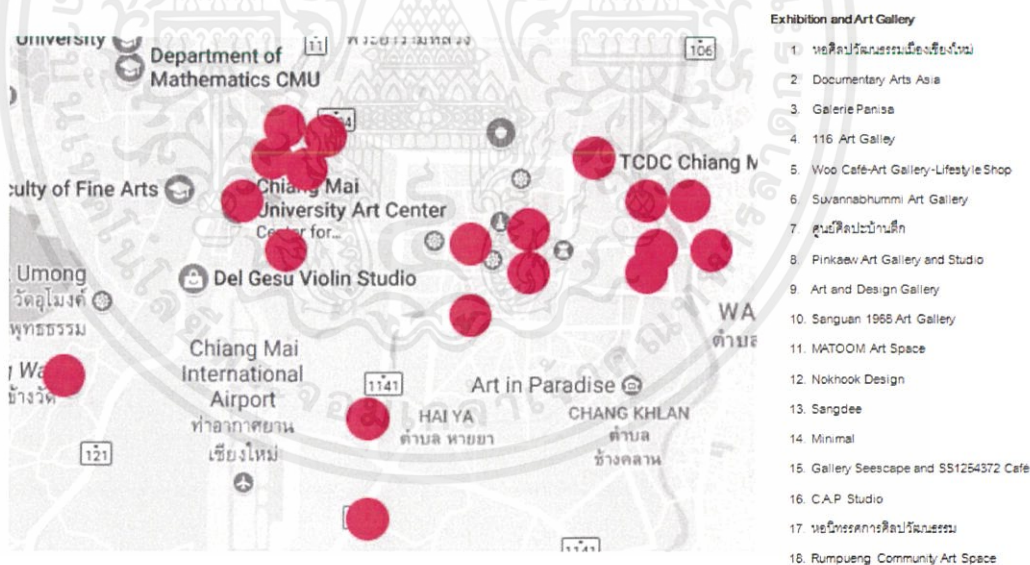 University
11
106
Department of
Mathematics CMU
TCDC Chiang M
culty of Fine Arts
Chiang Mai
University Art Center
Center for...
Del Gesu Violin Studio
Umong
วัดอุโมงค์
พุทธธรรม
WA
ตำบล
Chiang Mai
International
Airport
ท่าอากาศยาน
เชียงใหม่
1141
Art in Paradise
HAI YA
ตำบล หายยา
CHANG KHLAN
ตำบล
ช้างคลาน
121
1141
Exhibition and Art Gallery
1. หอศิลปวัฒนธรรมเมืองเชียงใหม่
2 Documentary Arts Asia
3. Galerie Panisa
4. 116 Art Galley
5. Woo Café-Art Gallery-Lifestyle Shop
6. Suvannabhummi Art Gallery
7. ศูนย์ศิลปะบ้านตึก
8. Pinkaew Art Gallery and Studio
9. Art and Design Gallery
10. Sanguan 1968 Art Gallery
11. MATOOM Art Space
12. Nokhook Design
13. Sangdee
14. Minimal
15. Gallery Seescape and SS1254372 Café
16. C.A.P Studio
17. หอนิทรรศการศิลปวัฒนธรรม
18. Rumpueng Community Art Space